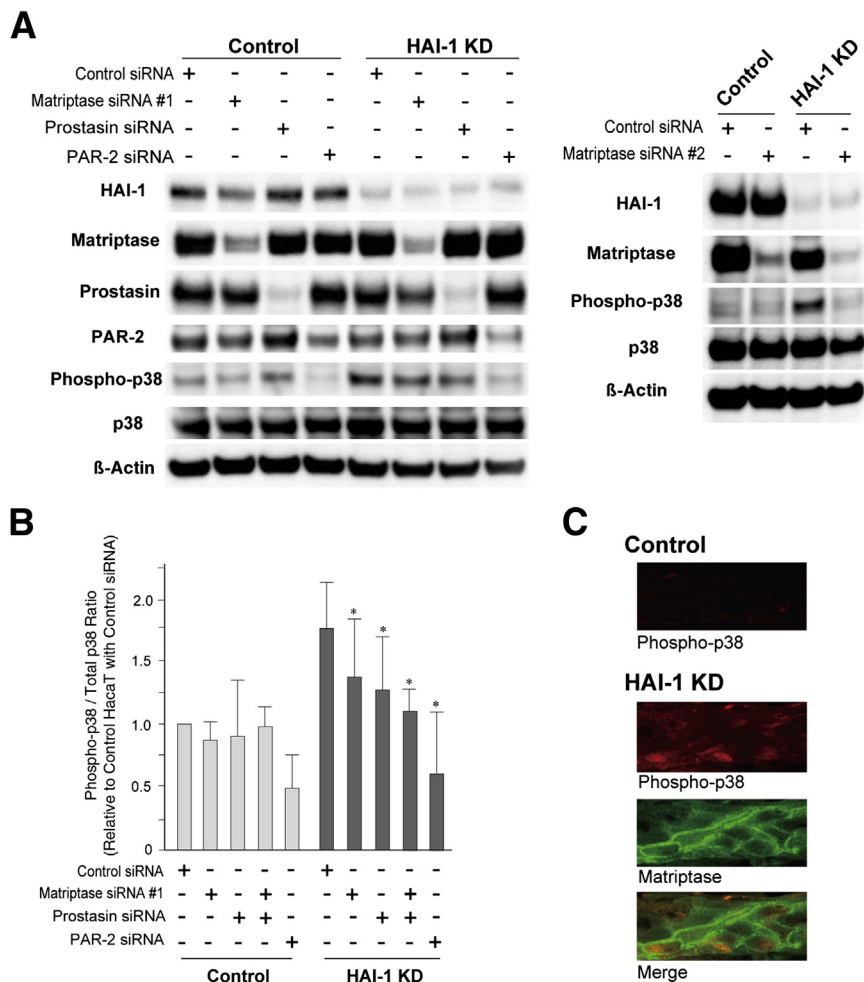 A
Control HAI-1 KD
Control siRNA + - - - + - - -
Matriptase siRNA #1 - + - - - + - -
Prostasin siRNA - - + - - - + -
PAR-2 siRNA - - - + - - - +
HAI-1
Matriptase
Prostasin
PAR-2
Phospho-p38
p38
ß-Actin
Control HAI-1 KD
Control siRNA + - + -
Matriptase siRNA #2 - + - +
HAI-1
Matriptase
Phospho-p38
p38
ß-Actin
B
Phospho-p38 / Total p38 Ratio
(Relative to Control HacaT with Control siRNA)
2.0
1.0
0.5
0
* * * *
Control siRNA + - - - - + - - - -
Matriptase siRNA #1 - + - + - - + - + -
Prostasin siRNA - - + + - - - + + -
PAR-2 siRNA - - - - + - - - - +
Control HAI-1 KD
C
Control
Phospho-p38
HAI-1 KD
Phospho-p38
Matriptase
Merge